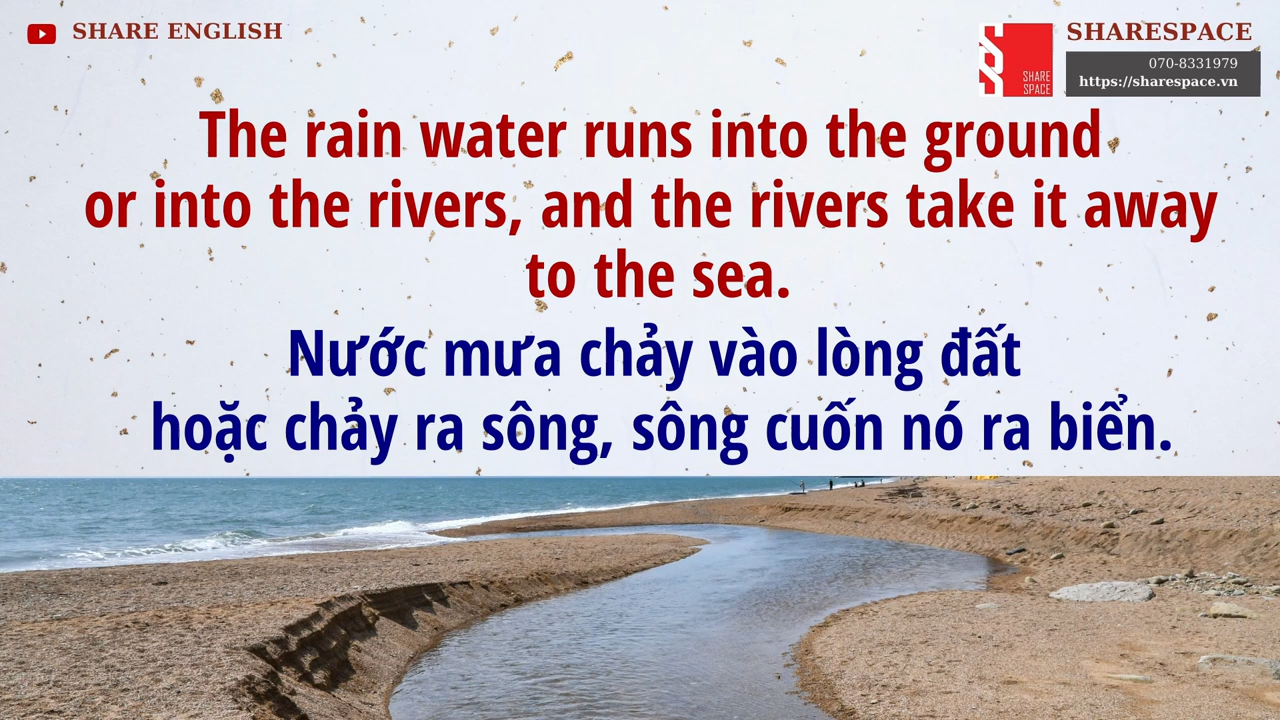 SHARE ENGLISH
SHARESPACE
070-8331979
https://sharespace.vn
SHARE
SPACE
The rain water runs into the ground
or into the rivers, and the rivers take it away
to the sea.
Nước mưa chảy vào lòng đất
hoặc chảy ra sông, sông cuốn nó ra biển.